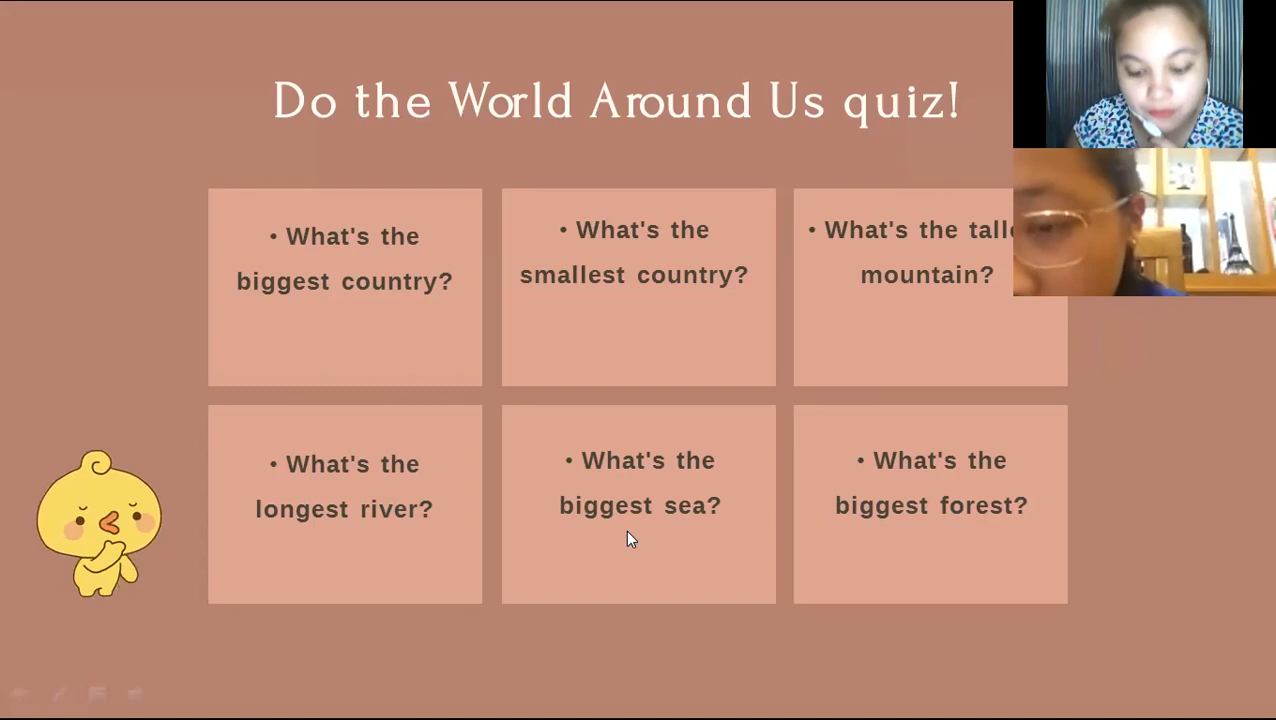 Do the World Around Us quiz!
• What's the
biggest country?
• What's the
smallest country?
• What's the
mountain?
• What's the
longest river?
• What's the
biggest sea?
• What's the
biggest forest?